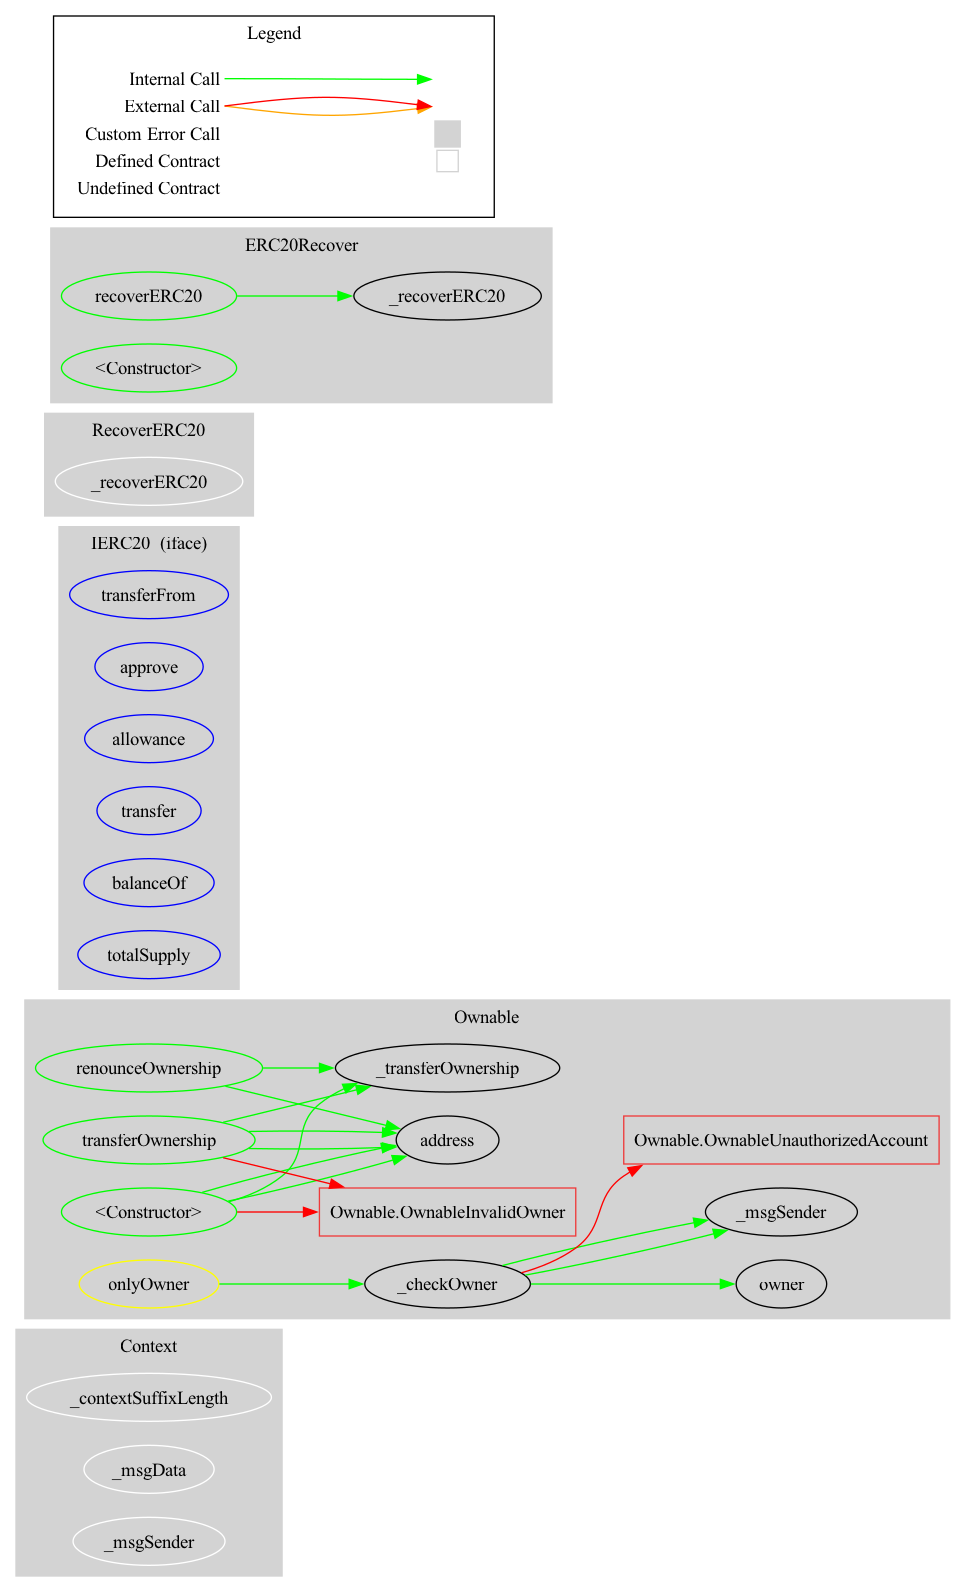 Legend
Internal Call
External Call
Custom Error Call
Defined Contract
Undefined Contract
ERC20Recover
recoverERC20
_recoverERC20
<Constructor>
RecoverERC20
_recoverERC20
IERC20  (iface)
transferFrom
approve
allowance
transfer
balanceOf
totalSupply
Ownable
renounceOwnership
_transferOwnership
transferOwnership
address
Ownable.OwnableUnauthorizedAccount
<Constructor>
Ownable.OwnableInvalidOwner
_msgSender
onlyOwner
_checkOwner
owner
Context
_contextSuffixLength
_msgData
_msgSender